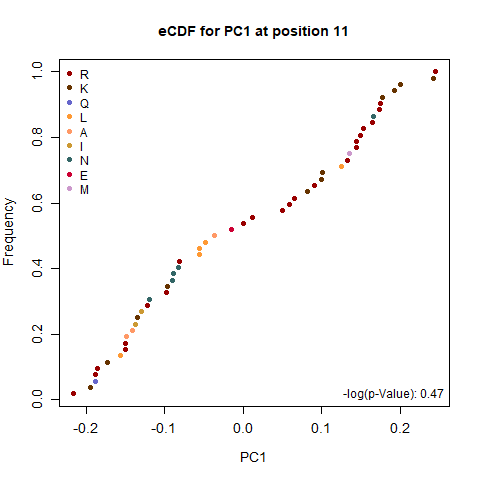 eCDF for PC1 at position 11
Frequency
1.0
0.8
0.6
0.4
0.2
0.0
R
K
Q
L
A
I
N
E
M
-log(p-Value): 0.47
-0.2 -0.1 0.0 0.1 0.2
PC1